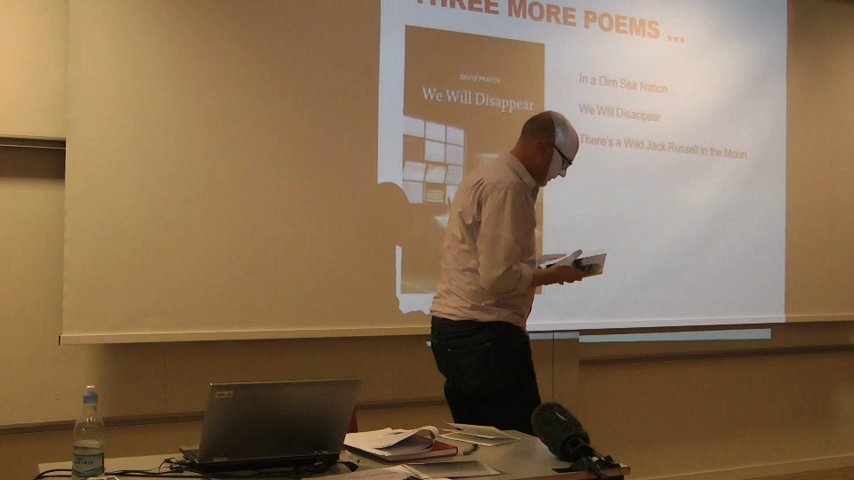 THREE MORE POEMS ...
DAVID PRATER
We Will Disappear
In a Dim Sea Nation
We Will Disappear
There's a Wild Jack Russell in the Moon